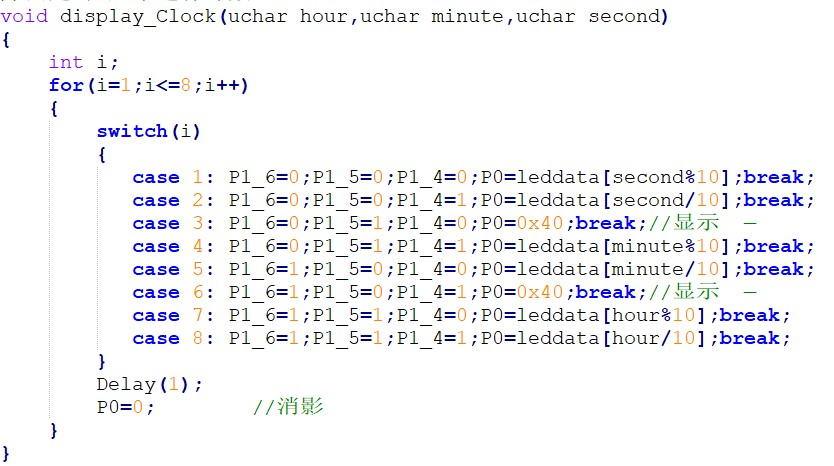 void display_Clock(uchar hour,uchar minute,uchar second)
{
    int i;
    for(i=1;i<=8;i++)
    {
        switch(i)
        {
           case 1: P1_6=0;P1_5=0;P1_4=0;P0=leddata[second%10];break;
           case 2: P1_6=0;P1_5=0;P1_4=1;P0=leddata[second/10];break;
           case 3: P1_6=0;P1_5=1;P1_4=0;P0=0x40;break;//显示 —
           case 4: P1_6=0;P1_5=1;P1_4=1;P0=leddata[minute%10];break;
           case 5: P1_6=1;P1_5=0;P1_4=0;P0=leddata[minute/10];break;
           case 6: P1_6=1;P1_5=0;P1_4=1;P0=0x40;break;//显示 —
           case 7: P1_6=1;P1_5=1;P1_4=0;P0=leddata[hour%10];break;
           case 8: P1_6=1;P1_5=1;P1_4=1;P0=leddata[hour/10];break;
        }
        Delay(1);
        P0=0;        //消影
    }
}